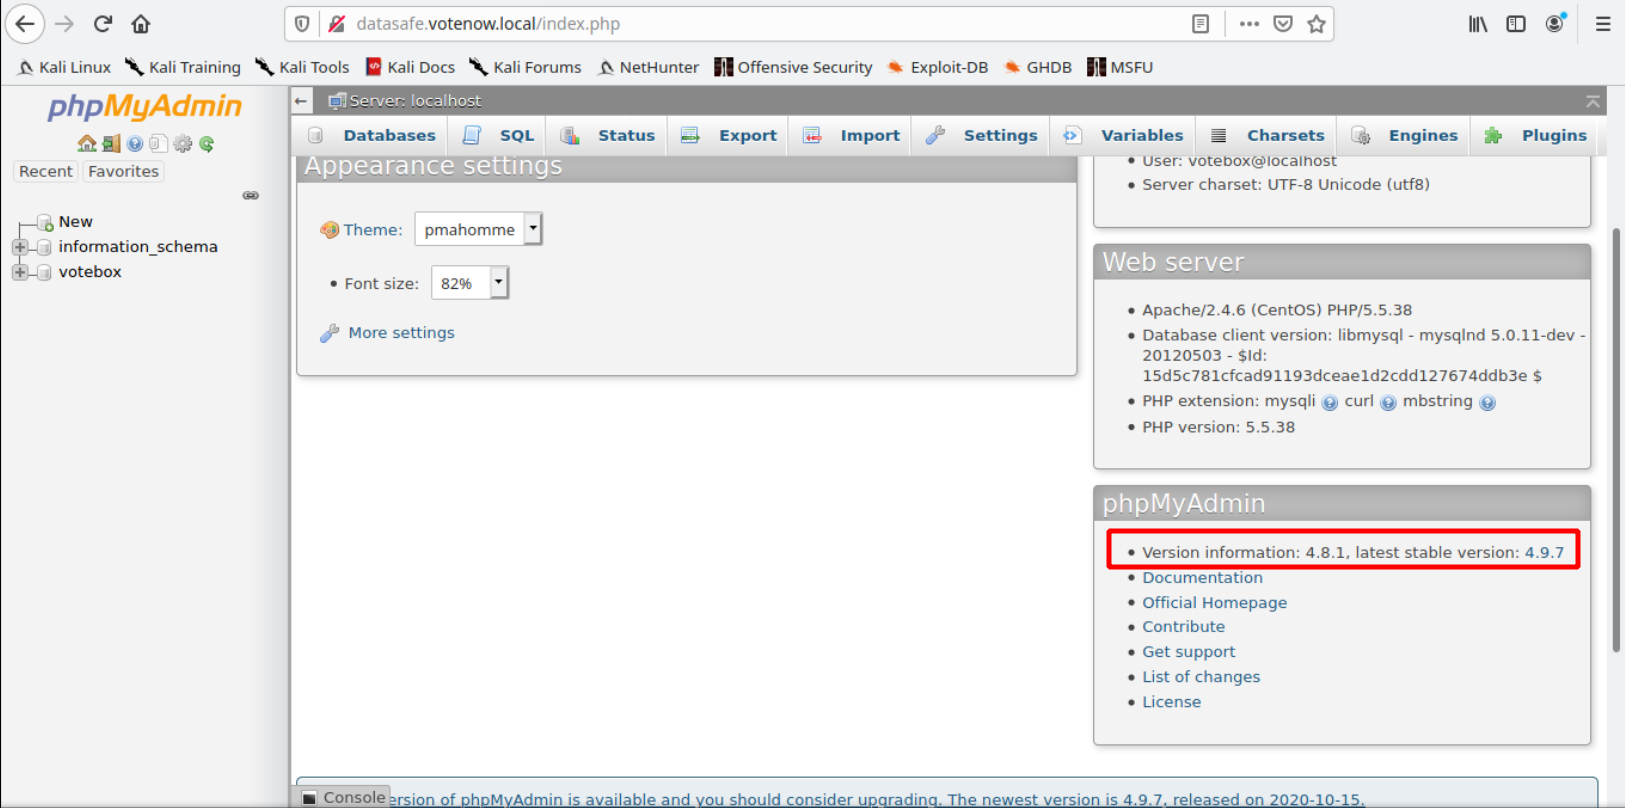 datasafe.votenow.local/index.php
Kali Linux Kali Training Kali Tools Kali Docs Kali Forums NetHunter Offensive Security Exploit-DB GHDB MSFU
phpMyAdmin
Recent Favorites
New
information_schema
votebox
Server: localhost
Databases SQL Status Export Import Settings Variables Charsets Engines Plugins
Appearance settings
Theme: pmahomme
Font size: 82%
More settings
User: votebox@localhost
Server charset: UTF-8 Unicode (utf8)
Web server
Apache/2.4.6 (CentOS) PHP/5.5.38
Database client version: libmysql - mysqlnd 5.0.11-dev -
20120503 - $Id:
15d5c781cfcad91193dceae1d2cdd127674ddb3e $
PHP extension: mysqli curl mbstring
PHP version: 5.5.38
phpMyAdmin
Version information: 4.8.1, latest stable version: 4.9.7
Documentation
Official Homepage
Contribute
Get support
List of changes
License
Console
ersion of phpMyAdmin is available and you should consider upgrading. The newest version is 4.9.7, released on 2020-10-15.